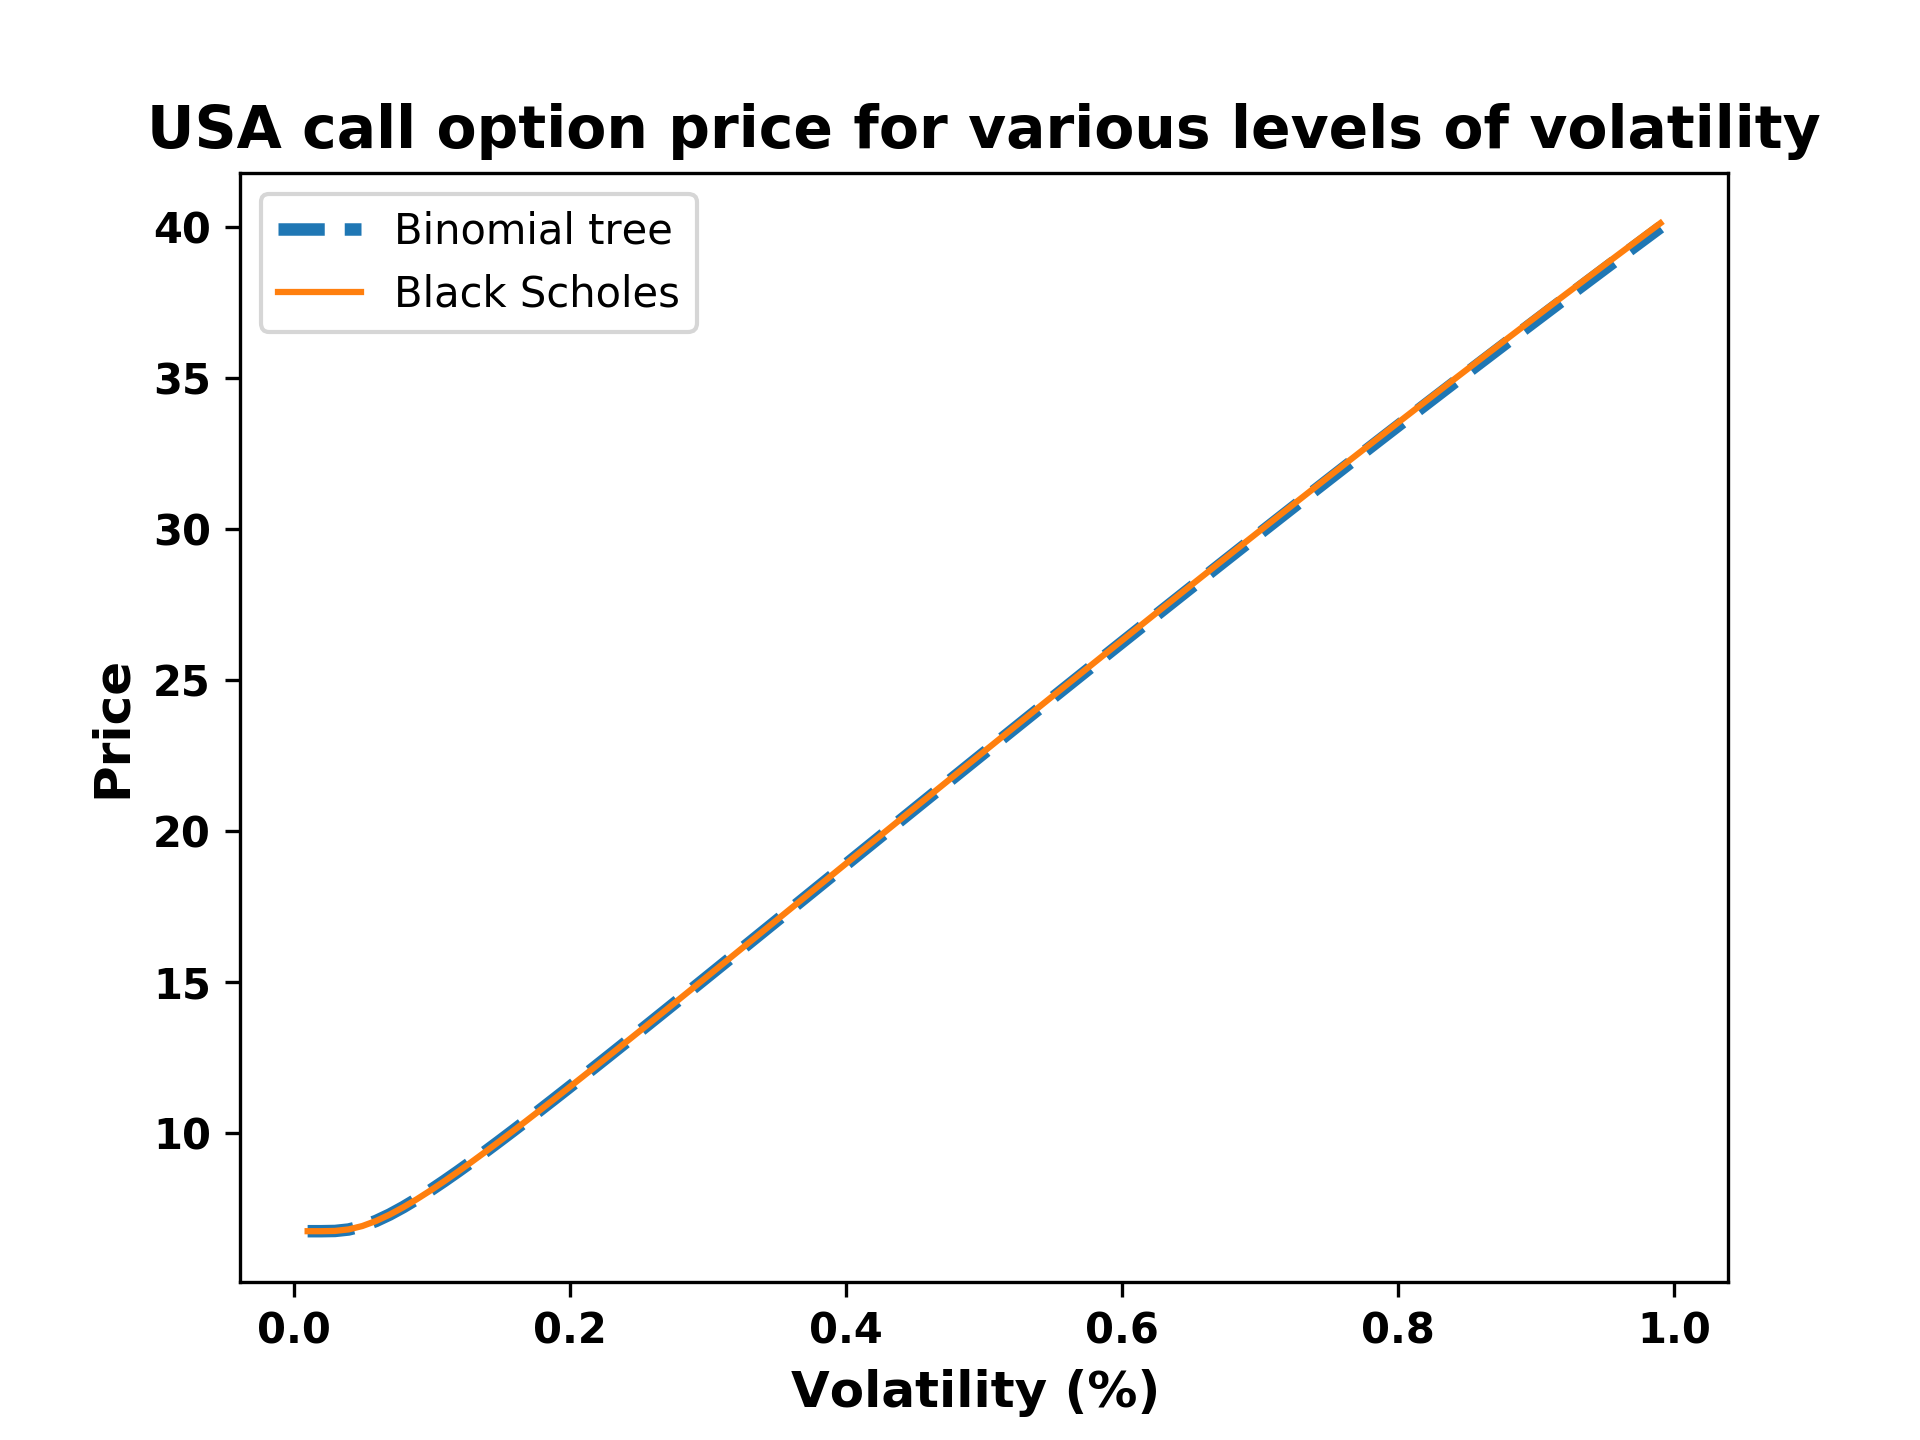 USA call option price for various levels of volatility
Binomial tree
Black Scholes
40
35
30
25
20
15
10
Price
0.0 0.2 0.4 0.6 0.8 1.0
Volatility (%)